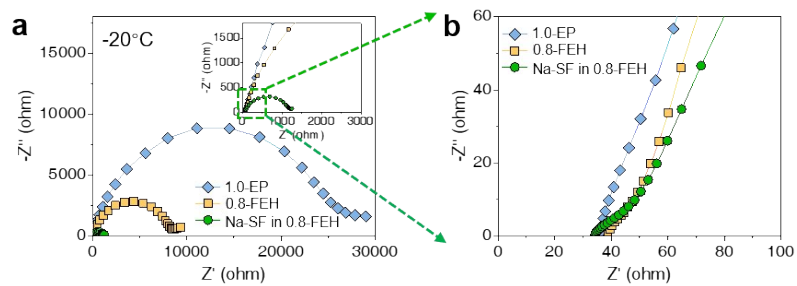 a
-20°C
-Z'' (ohm)
15000
10000
5000
0
0
10000
20000
30000
Z' (ohm)
1.0-EP
0.8-FEH
Na-SF in 0.8-FEH
-Z'' (ohm)
1500
1000
500
0
0
1000
2000
3000
Z' (ohm)
b
-Z'' (ohm)
60
40
20
0
0
20
40
60
80
100
Z' (ohm)
1.0-EP
0.8-FEH
Na-SF in 0.8-FEH